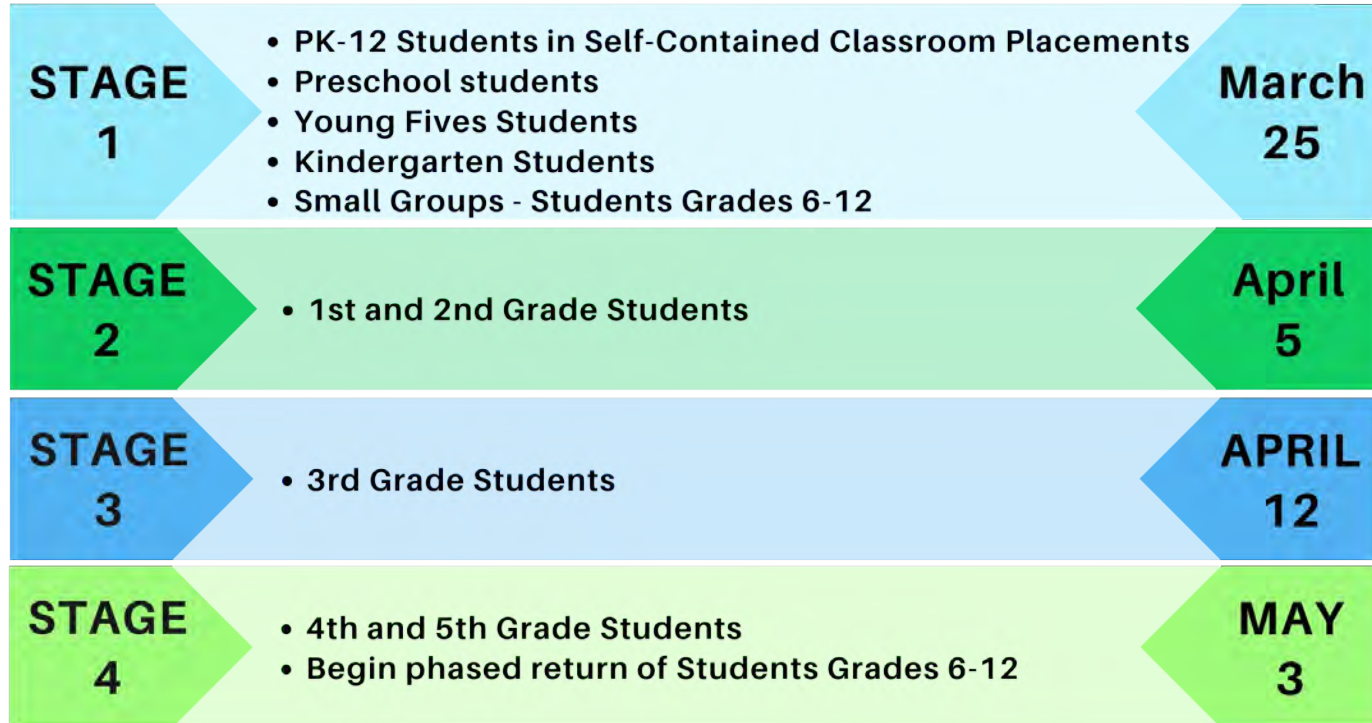 STAGE
1
• PK-12 Students in Self-Contained Classroom Placements
• Preschool students
• Young Fives Students
• Kindergarten Students
• Small Groups - Students Grades 6-12
March
25
STAGE
2
• 1st and 2nd Grade Students
April
5
STAGE
3
• 3rd Grade Students
APRIL
12
STAGE
4
• 4th and 5th Grade Students
• Begin phased return of Students Grades 6-12
MAY
3